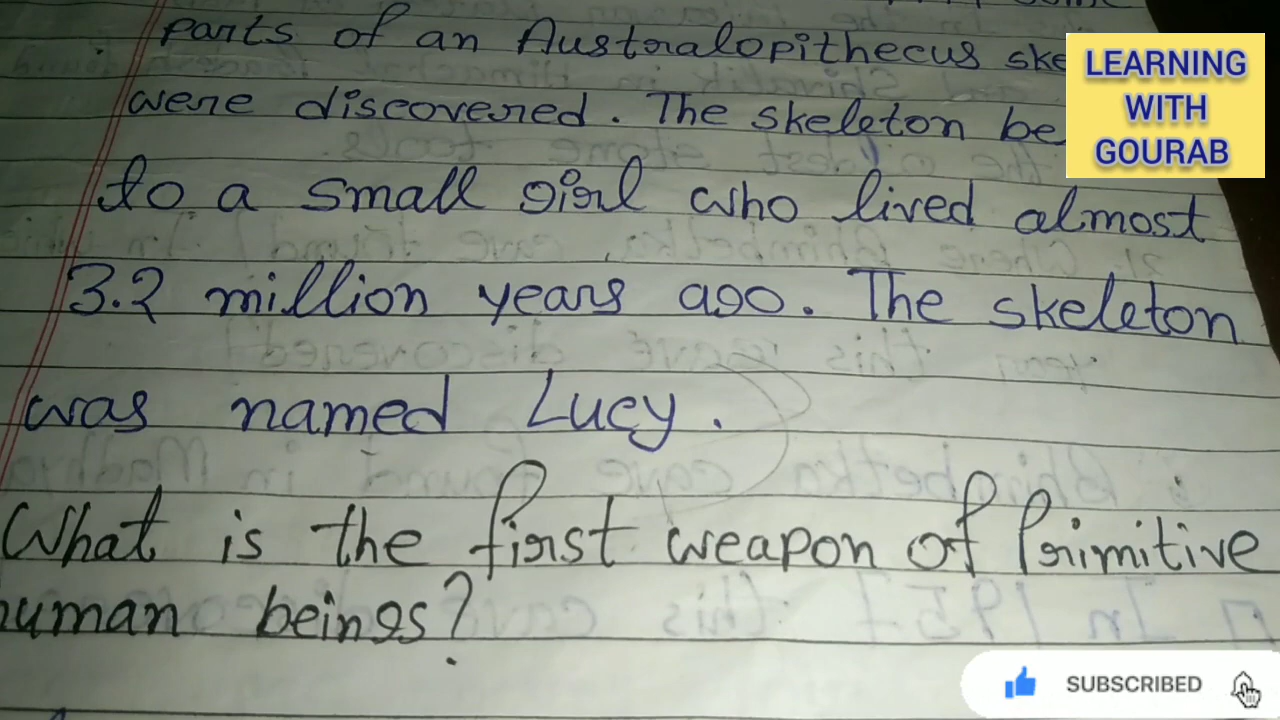 parts of an Australopithecus ske
were discovered. The skeleton be
to a small girl who lived almost
3.2 million years ago. The skeleton
was named Lucy.
What is the first weapon of Primitive
human beings?
LEARNING
WITH
GOURAB
SUBSCRIBED